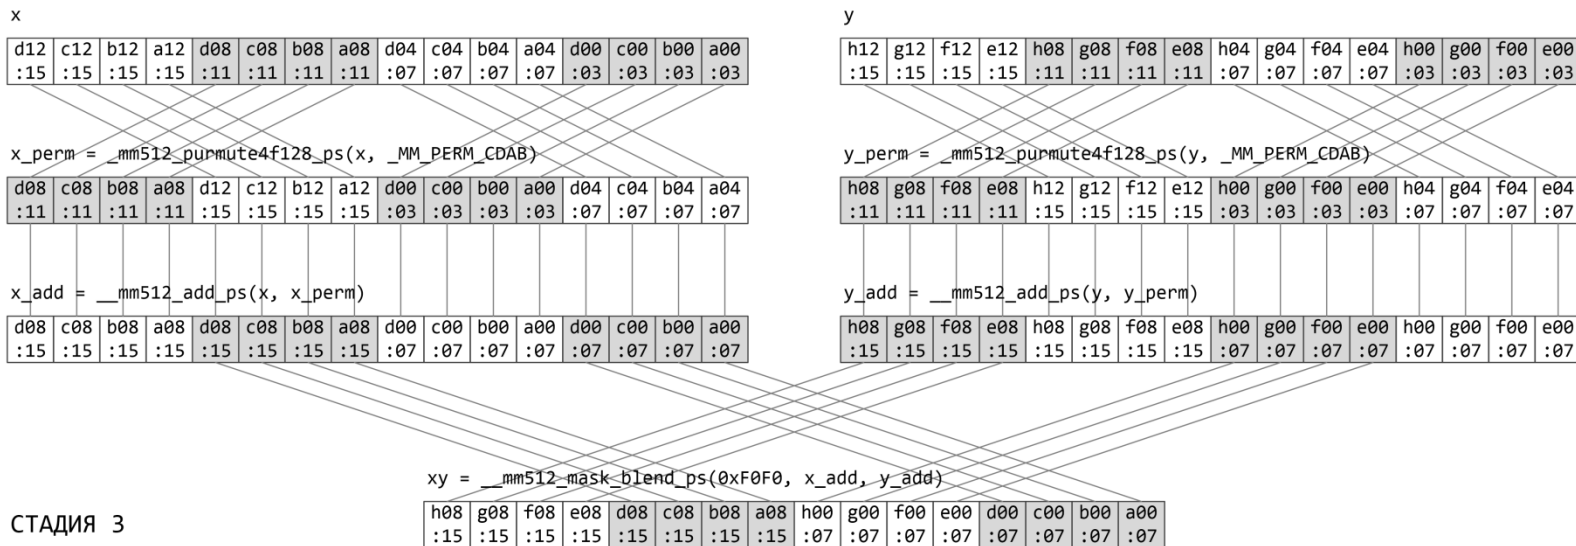 x y
d12 c12 b12 a12 d08 c08 b08 a08 d04 c04 b04 a04 d00 c00 b00 a00 h12 g12 f12 e12 h08 g08 f08 e08 h04 g04 f04 e04 h00 g00 f00 e00
:15 :15 :15 :15 :11 :11 :11 :11 :07 :07 :07 :07 :03 :03 :03 :03 :15 :15 :15 :15 :11 :11 :11 :11 :07 :07 :07 :07 :03 :03 :03 :03
x_perm = _mm512_purmute4f128_ps(x, _MM_PERM_CDAB) y_perm = _mm512_purmute4f128_ps(y, _MM_PERM_CDAB)
d08 c08 b08 a08 d12 c12 b12 a12 d00 c00 b00 a00 d04 c04 b04 a04 h08 g08 f08 e08 h12 g12 f12 e12 h00 g00 f00 e00 h04 g04 f04 e04
:11 :11 :11 :11 :15 :15 :15 :15 :03 :03 :03 :03 :07 :07 :07 :07 :11 :11 :11 :11 :15 :15 :15 :15 :03 :03 :03 :03 :07 :07 :07 :07
x_add = __mm512_add_ps(x, x_perm) y_add = __mm512_add_ps(y, y_perm)
d08 c08 b08 a08 d08 c08 b08 a08 d00 c00 b00 a00 d00 c00 b00 a00 h08 g08 f08 e08 h08 g08 f08 e08 h00 g00 f00 e00 h00 g00 f00 e00
:15 :15 :15 :15 :15 :15 :15 :15 :07 :07 :07 :07 :07 :07 :07 :07 :15 :15 :15 :15 :15 :15 :15 :15 :07 :07 :07 :07 :07 :07 :07 :07
xy = __mm512_mask_blend_ps(0xF0F0, x_add, y_add)
h08 g08 f08 e08 d08 c08 b08 a08 h00 g00 f00 e00 d00 c00 b00 a00
:15 :15 :15 :15 :15 :15 :15 :15 :07 :07 :07 :07 :07 :07 :07 :07
СТАДИЯ 3